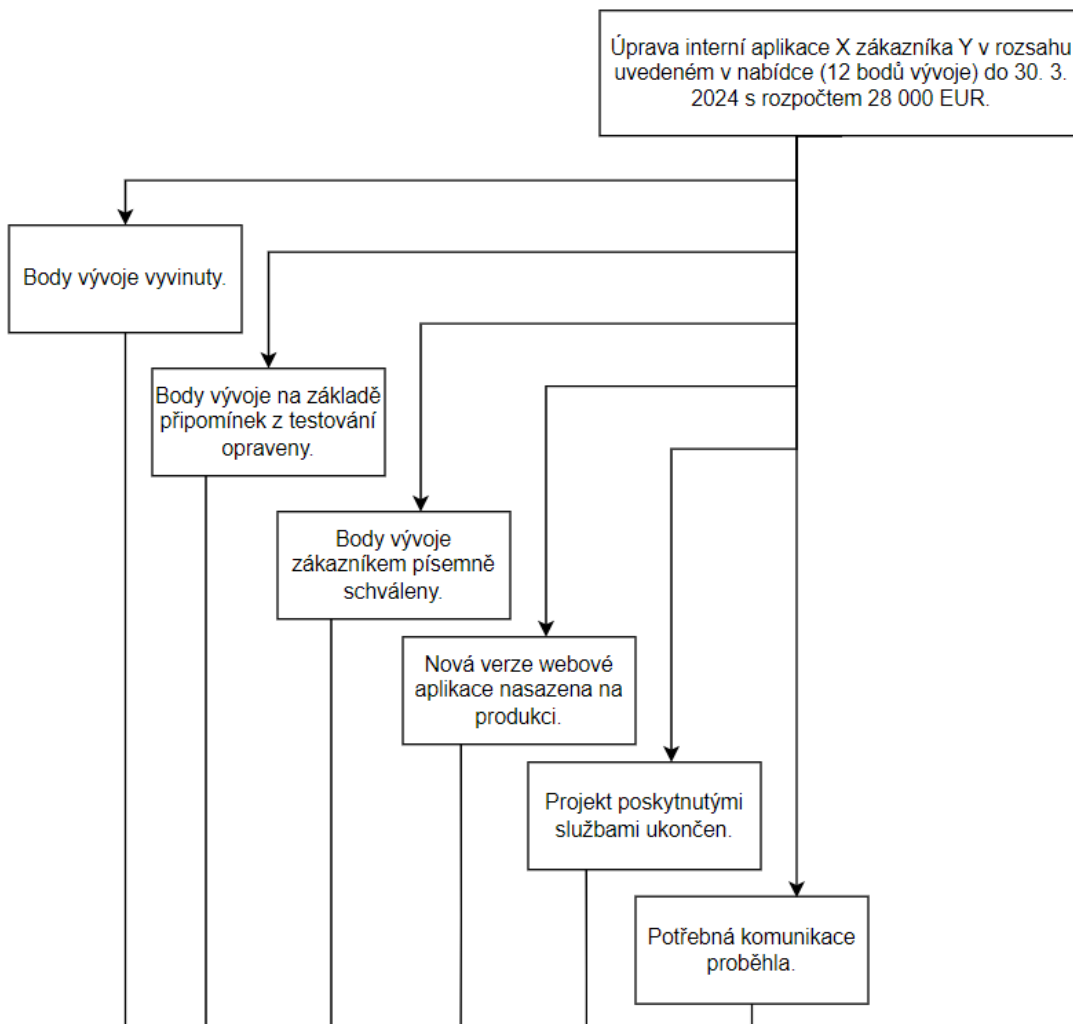 Úprava interní aplikace X zákazníka Y v rozsahu
uvedeném v nabídce (12 bodů vývoje) do 30. 3.
2024 s rozpočtem 28 000 EUR.
Body vývoje vyvinuty.
Body vývoje na základě
připomínek z testování
opraveny.
Body vývoje
zákazníkem písemně
schváleny.
Nová verze webové
aplikace nasazena na
produkci.
Projekt poskytnutými
službami ukončen.
Potřebná komunikace
proběhla.